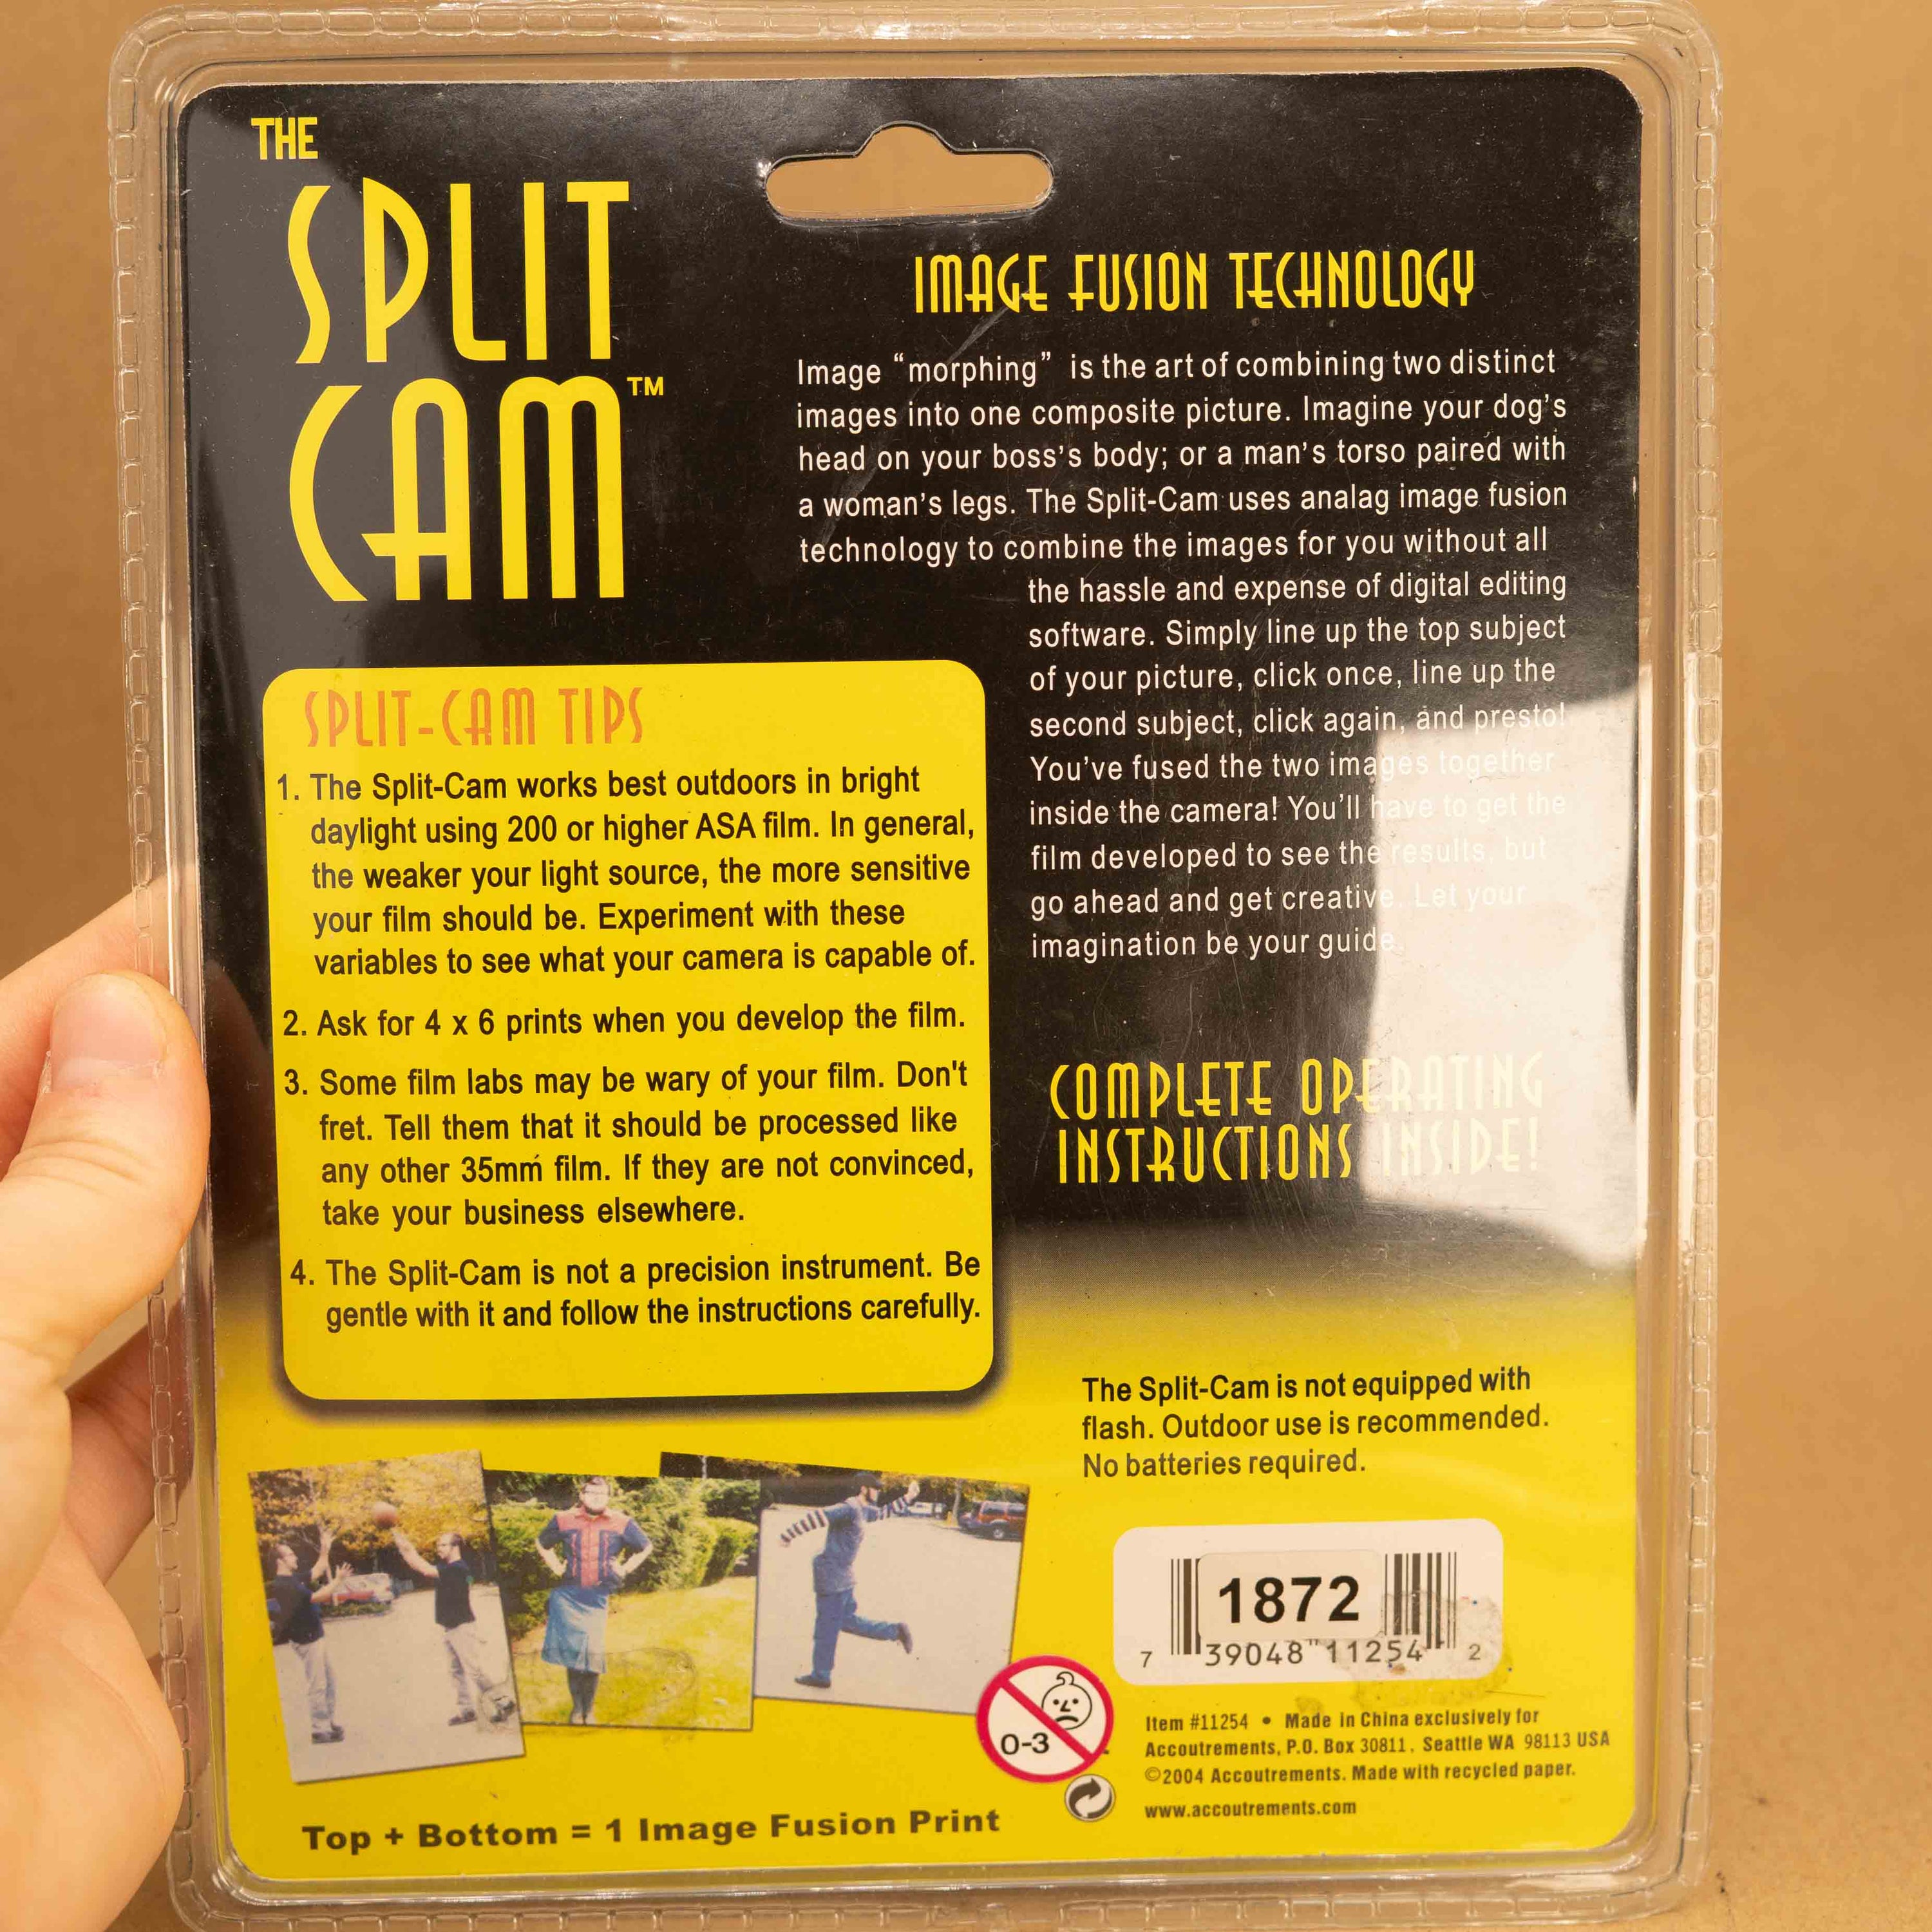 THE
SPLIT
CAM™
IMAGE FUSION TECHNOLOGY
Image “morphing” is the art of combining two distinct
images into one composite picture. Imagine your dog's
head on your boss's body; or a man's torso paired with
a woman's legs. The Split-Cam uses analag image fusion
technology to combine the images for you without all
the hassle and expense of digital editing
software. Simply line up the top subject
of your picture, click once, line up the
second subject, click again, and presto!
You've fused the two images together
inside the camera! You'll have to get the
film developed to see the results, but
go ahead and get creative. Let your
imagination be your guide.
COMPLETE OPERATING
INSTRUCTIONS INSIDE!
SPLIT-CAM TIPS
1. The Split-Cam works best outdoors in bright
daylight using 200 or higher ASA film. In general,
the weaker your light source, the more sensitive
your film should be. Experiment with these
variables to see what your camera is capable of.
2. Ask for 4 x 6 prints when you develop the film.
3. Some film labs may be wary of your film. Don't
fret. Tell them that it should be processed like
any other 35mm film. If they are not convinced,
take your business elsewhere.
4. The Split-Cam is not a precision instrument. Be
gentle with it and follow the instructions carefully.
The Split-Cam is not equipped with
flash. Outdoor use is recommended.
No batteries required.
1872
7 39048 11254 2
0-3
Item #11254 • Made in China exclusively for
Accoutrements, P.O. Box 30811, Seattle WA 98113 USA
©2004 Accoutrements. Made with recycled paper.
www.accoutrements.com
Top + Bottom = 1 Image Fusion Print